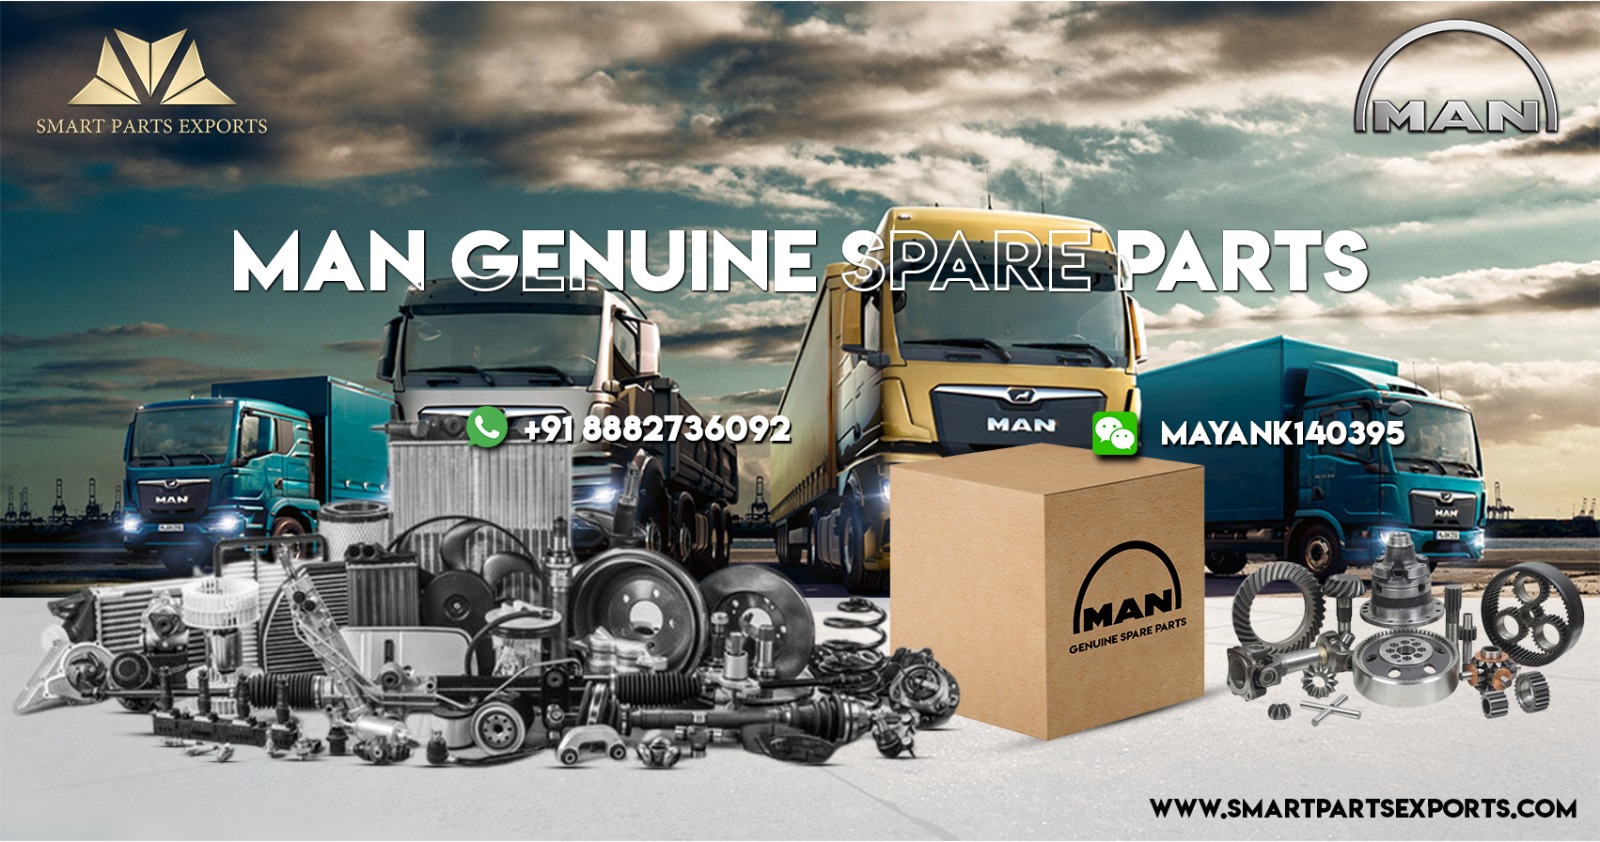 SMART PARTS EXPORTS
MAN
MAN GENUINE SPARE PARTS
MAN
+91 8882736092
MAYANK140395
MAN
MAN
MAN
GENUINE SPARE PARTS
WWW.SMARTPARTSEXPORTS.COM